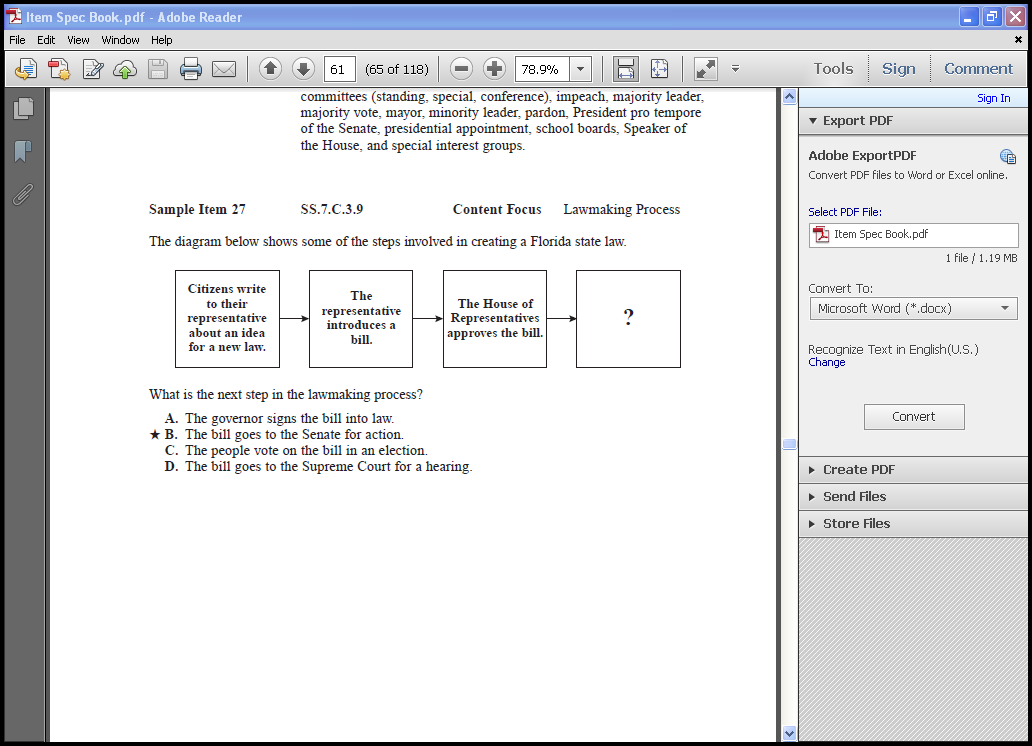 Item Spec Book.pdf - Adobe Reader
File Edit View Window Help
61 (65 of 118) 78.9% Tools Sign Comment
committees (standing, special, conference), impeach, majority leader,
majority vote, mayor, minority leader, pardon, President pro tempore
of the Senate, presidential appointment, school boards, Speaker of
the House, and special interest groups.
Sample Item 27 SS.7.C.3.9 Content Focus Lawmaking Process
The diagram below shows some of the steps involved in creating a Florida state law.
Citizens write
to their
representative
about an idea
for a new law.
The
representative
introduces a
bill.
The House of
Representatives
approves the bill.
?
What is the next step in the lawmaking process?
A. The governor signs the bill into law.
★ B. The bill goes to the Senate for action.
C. The people vote on the bill in an election.
D. The bill goes to the Supreme Court for a hearing.
Sign In
Export PDF
Adobe ExportPDF
Convert PDF files to Word or Excel online.
Select PDF File:
Item Spec Book.pdf
1 file / 1.19 MB
Convert To:
Microsoft Word (*.docx)
Recognize Text in English(U.S.)
Change
Convert
Create PDF
Send Files
Store Files